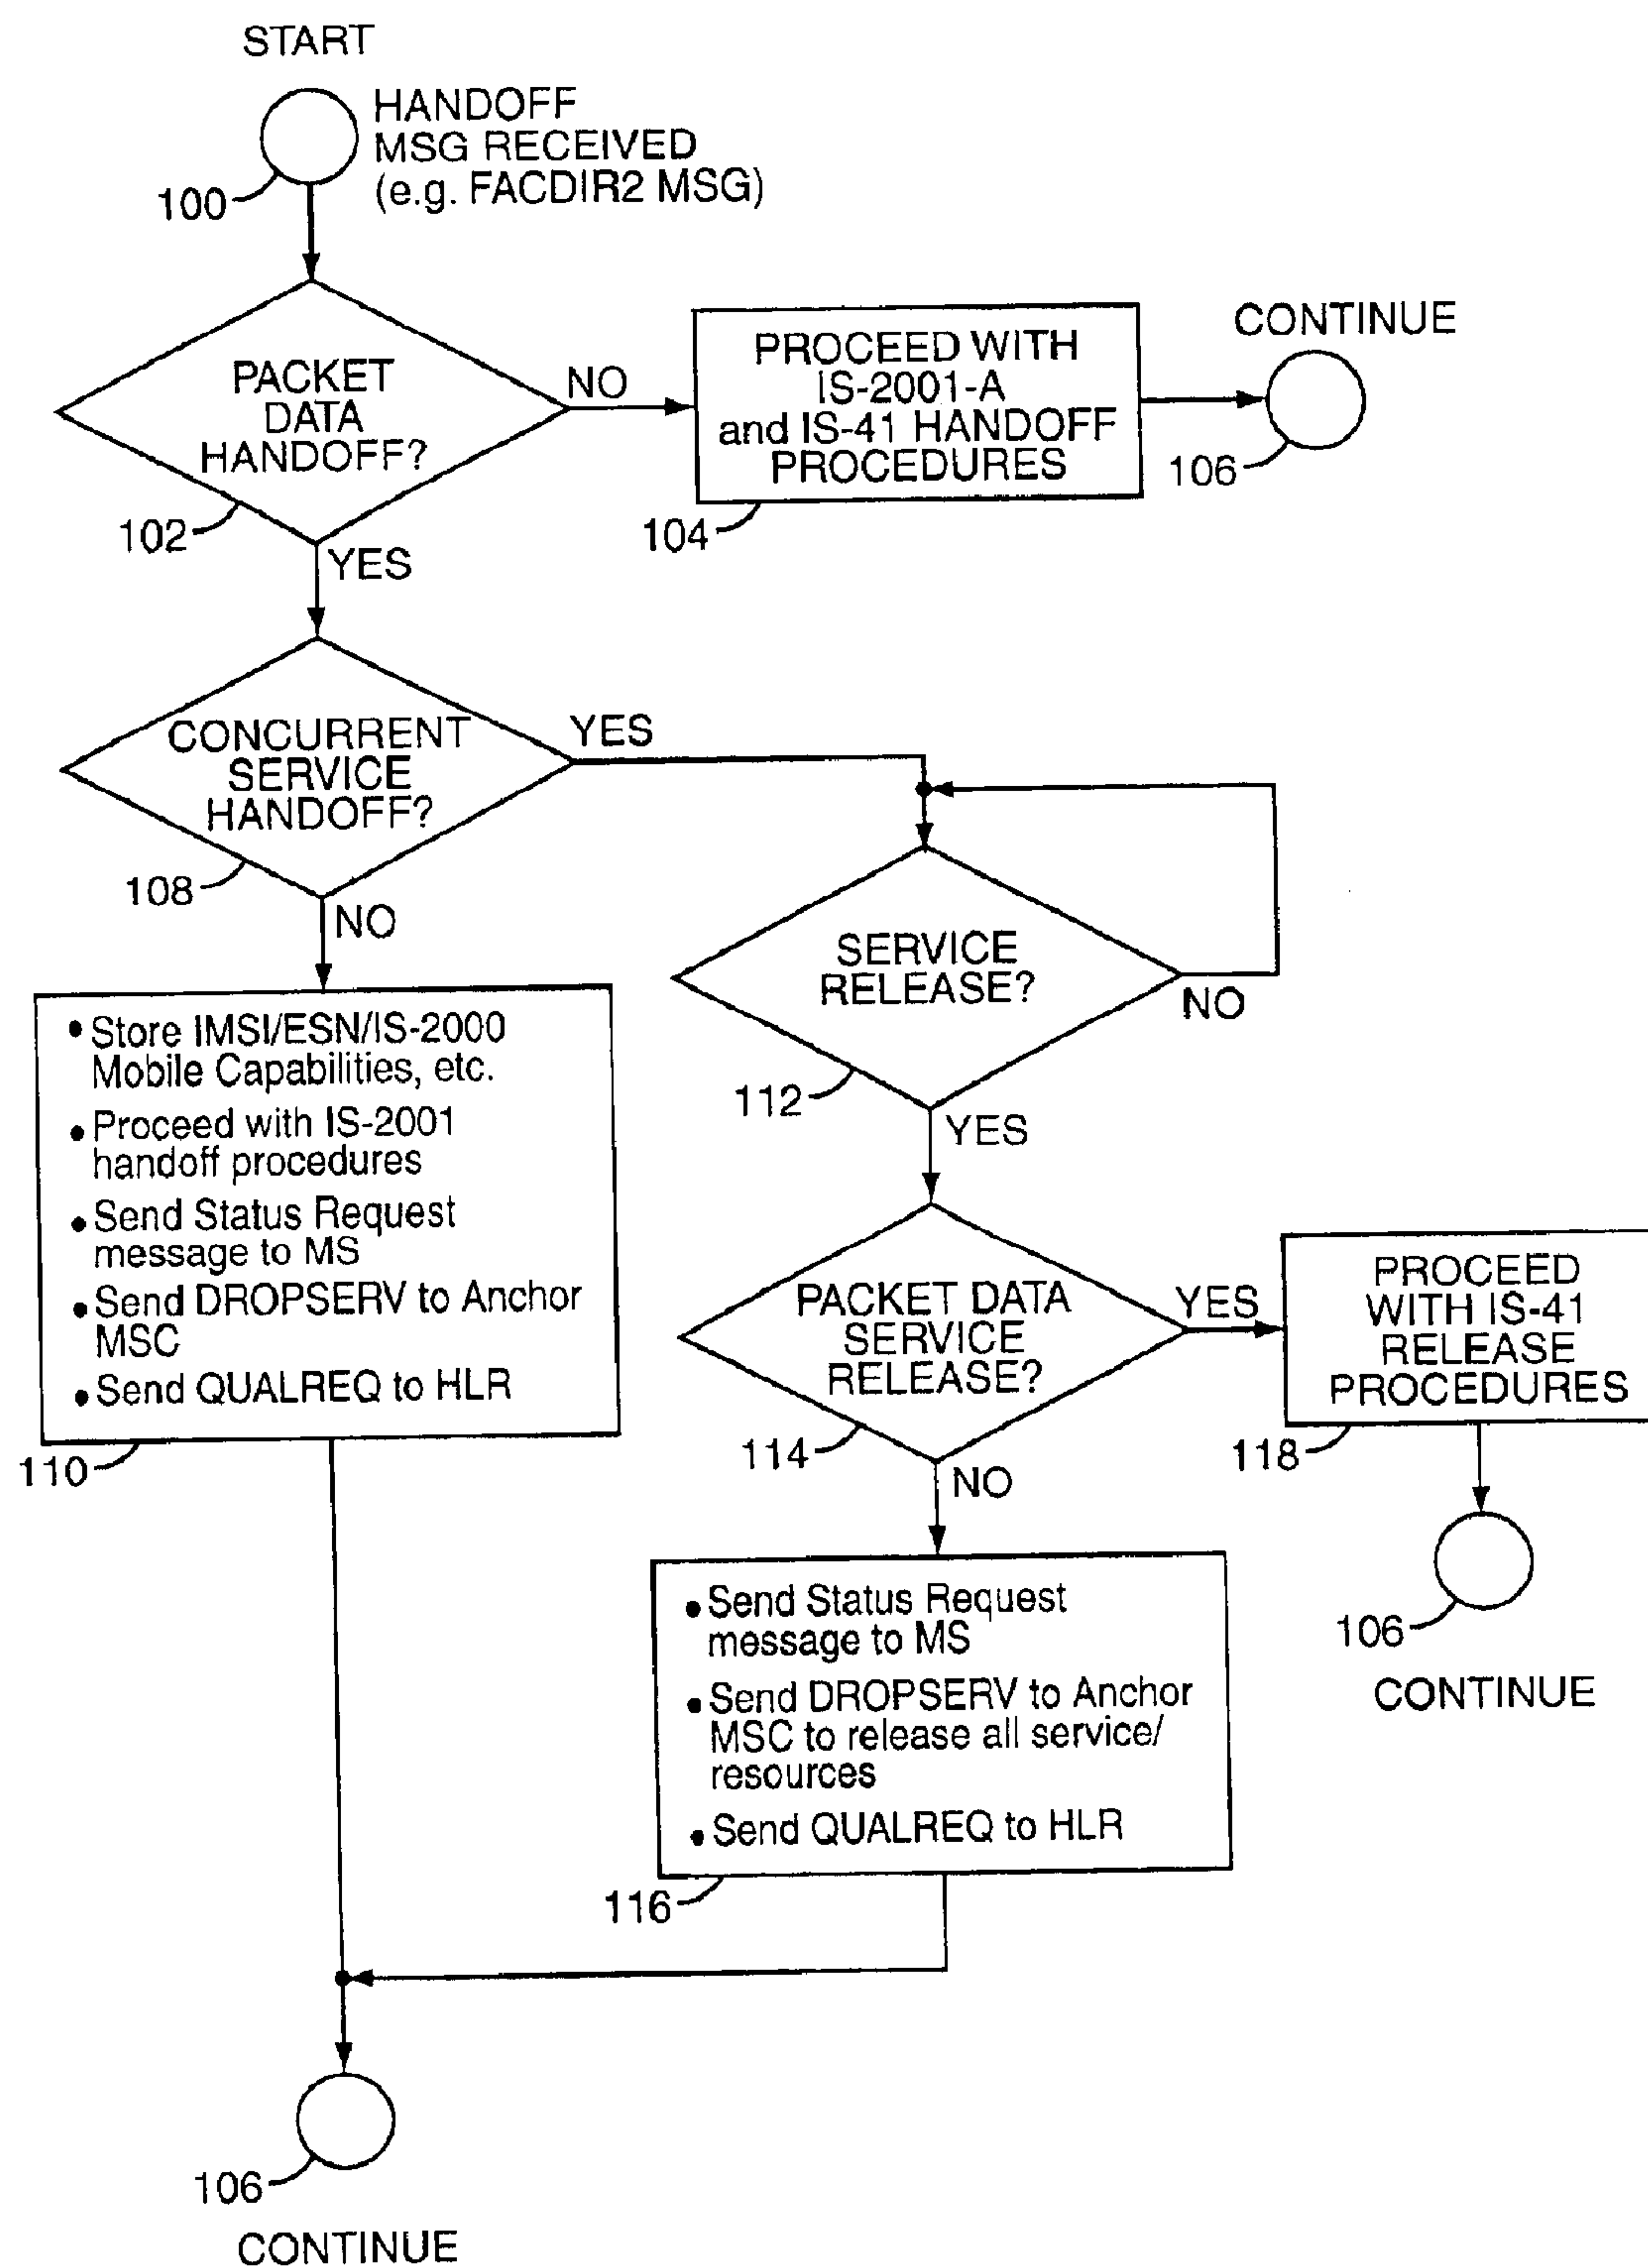 START
HANDOFF
MSG RECEIVED
(e.g. FACDIR2 MSG)
100
PACKET
DATA
HANDOFF?
102
NO
PROCEED WITH
IS-2001-A
and IS-41 HANDOFF
PROCEDURES
104
CONTINUE
106
YES
CONCURRENT
SERVICE
HANDOFF?
108
YES
NO
SERVICE
RELEASE?
112
NO
YES
• Store IMSI/ESN/IS-2000
Mobile Capabilities, etc.
• Proceed with IS-2001
handoff procedures
• Send Status Request
message to MS
• Send DROPSERV to Anchor
MSC
• Send QUALREQ to HLR
110
PACKET DATA
SERVICE
RELEASE?
114
YES
PROCEED
WITH IS-41
RELEASE
PROCEDURES
118
106
CONTINUE
NO
• Send Status Request
message to MS
• Send DROPSERV to Anchor
MSC to release all service/
resources
• Send QUALREQ to HLR
116
106
CONTINUE